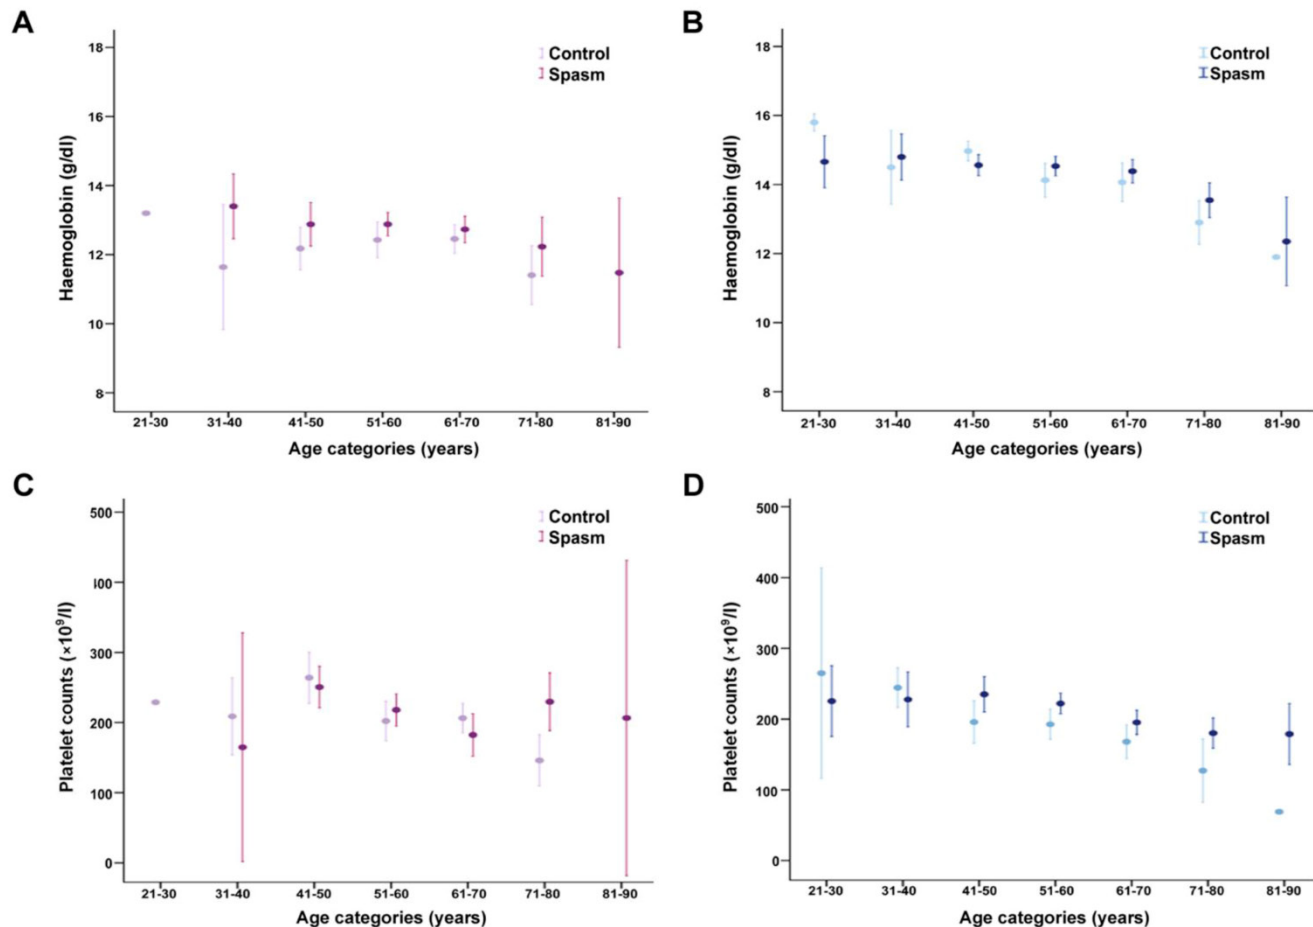 A
Haemoglobin (g/dl)
18
16
14
12
10
8
Control
Spasm
21-30 31-40 41-50 51-60 61-70 71-80 81-90
Age categories (years)
B
Haemoglobin (g/dl)
18
16
14
12
10
8
Control
Spasm
21-30 31-40 41-50 51-60 61-70 71-80 81-90
Age categories (years)
C
Platelet counts (×10⁹/l)
500
400
300
200
100
0
Control
Spasm
21-30 31-40 41-50 51-60 61-70 71-80 81-90
Age categories (years)
D
Platelet counts (×10⁹/l)
500
400
300
200
100
0
Control
Spasm
21-30 31-40 41-50 51-60 61-70 71-80 81-90
Age categories (years)